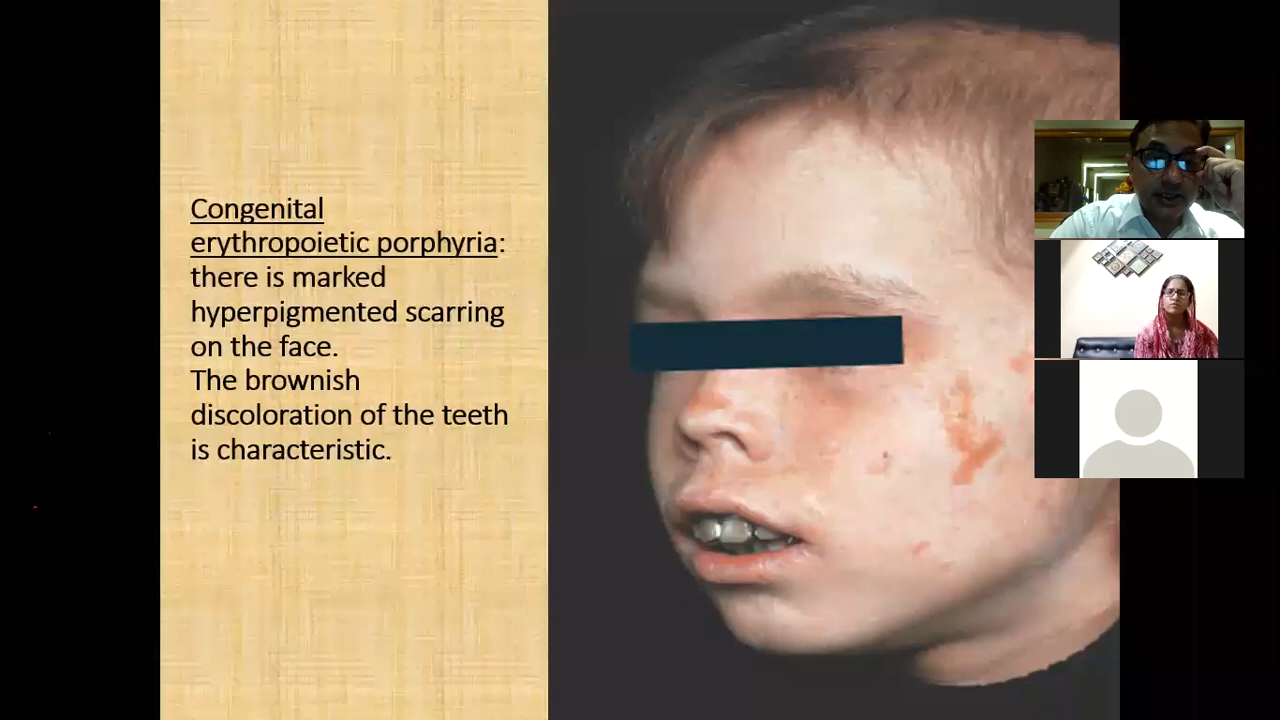 Congenital
erythropoietic porphyria:
there is marked
hyperpigmented scarring
on the face.
The brownish
discoloration of the teeth
is characteristic.